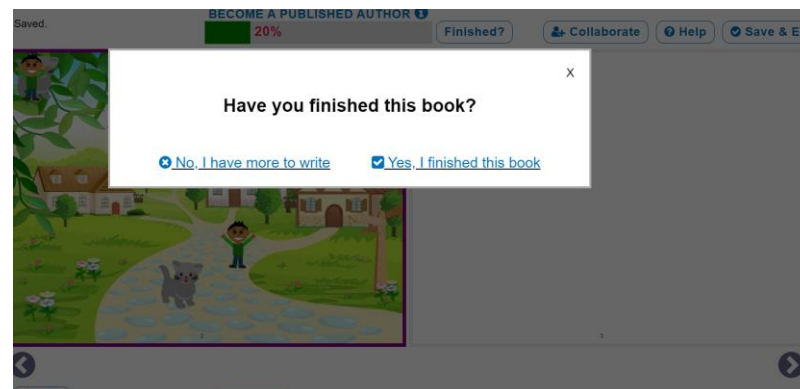 BECOME A PUBLISHED AUTHOR
Saved.
20%
Finished?
Collaborate
Help
Save & E
X
Have you finished this book?
No, I have more to write
Yes, I finished this book
2